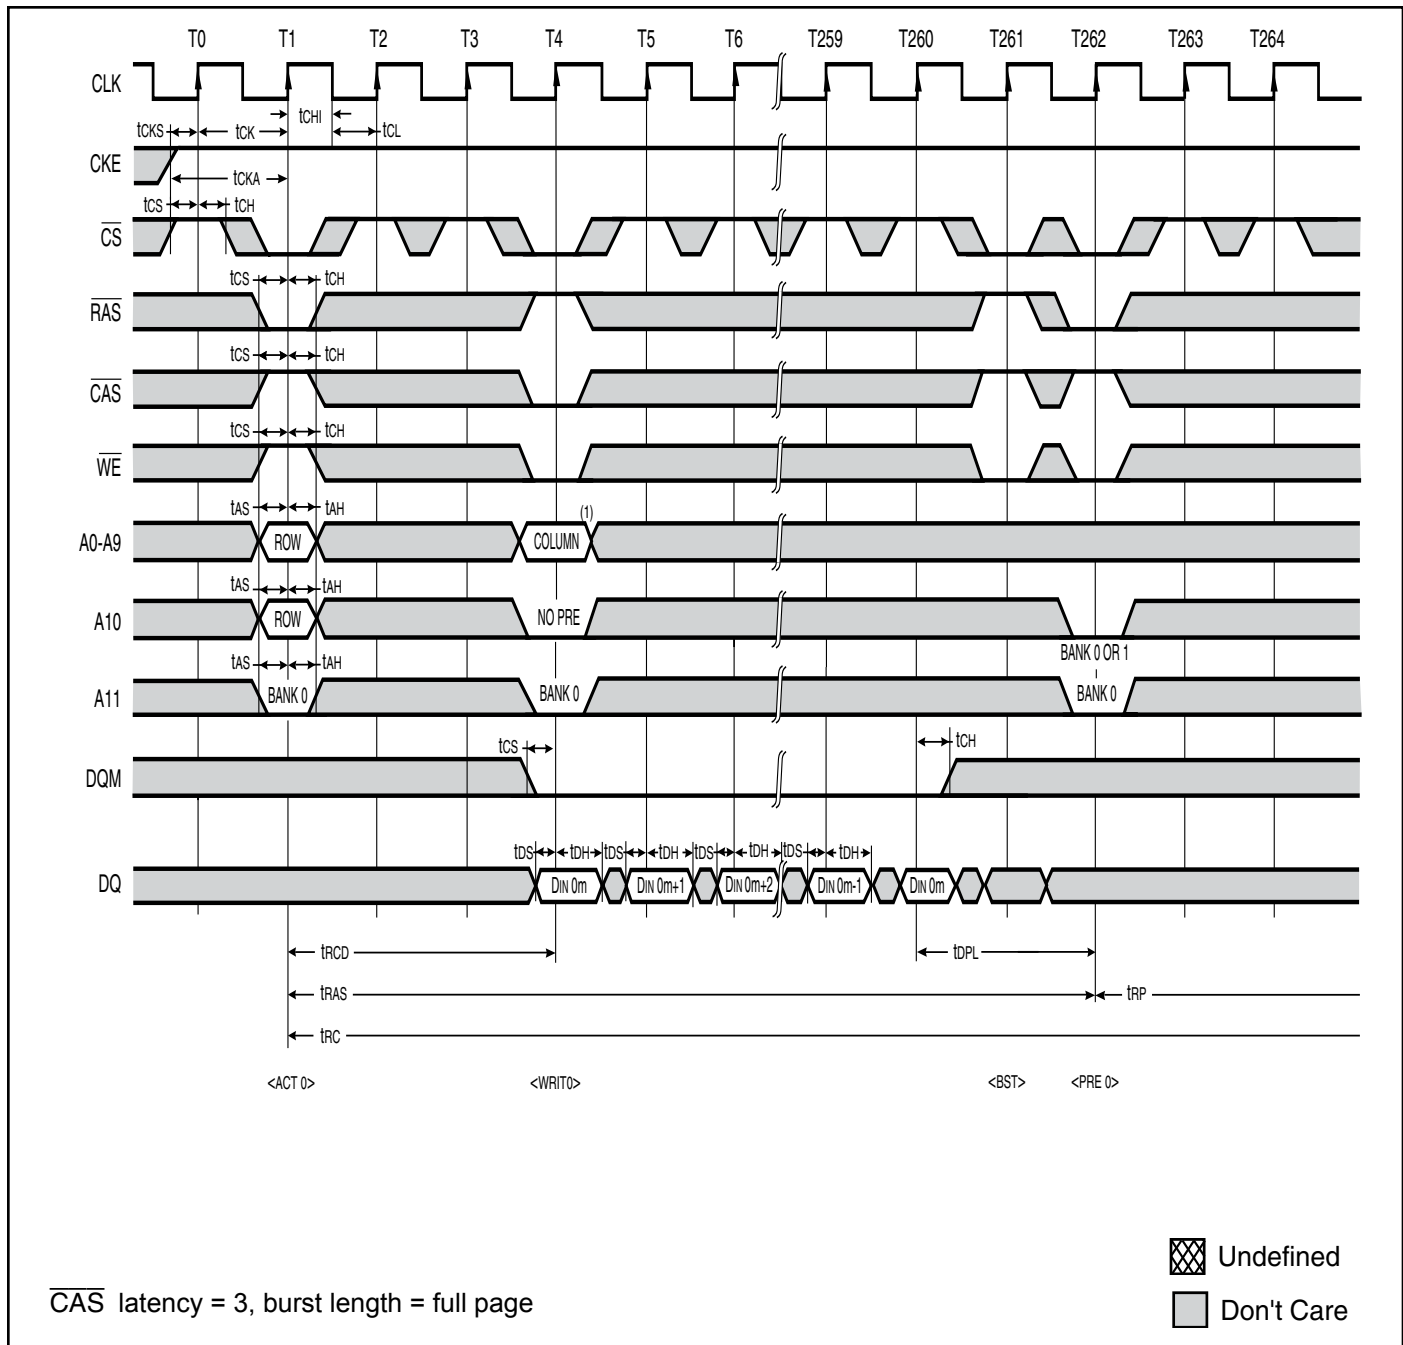 T0 T1 T2 T3 T4 T5 T6 T259 T260 T261 T262 T263 T264
CLK
tCHI
tCKS tCK tCL
CKE
tCKA
tCS tCH
CS
tCS tCH
RAS
tCS tCH
CAS
tCS tCH
WE
tAS tAH (1)
A0-A9 ROW COLUMN
tAS tAH
A10 ROW NO PRE
BANK 0 OR 1
tAS tAH
A11 BANK 0 BANK 0 BANK 0
tCS tCH
DQM
tDS tDH tDS tDH tDS tDH tDS tDH
DQ DIN 0m DIN 0m+1 DIN 0m+2 DIN 0m-1 DIN 0m
tRCD tDPL
tRAS tRP
tRC
<ACT 0> <WRIT0> <BST> <PRE 0>
Undefined
CAS latency = 3, burst length = full page
Don't Care